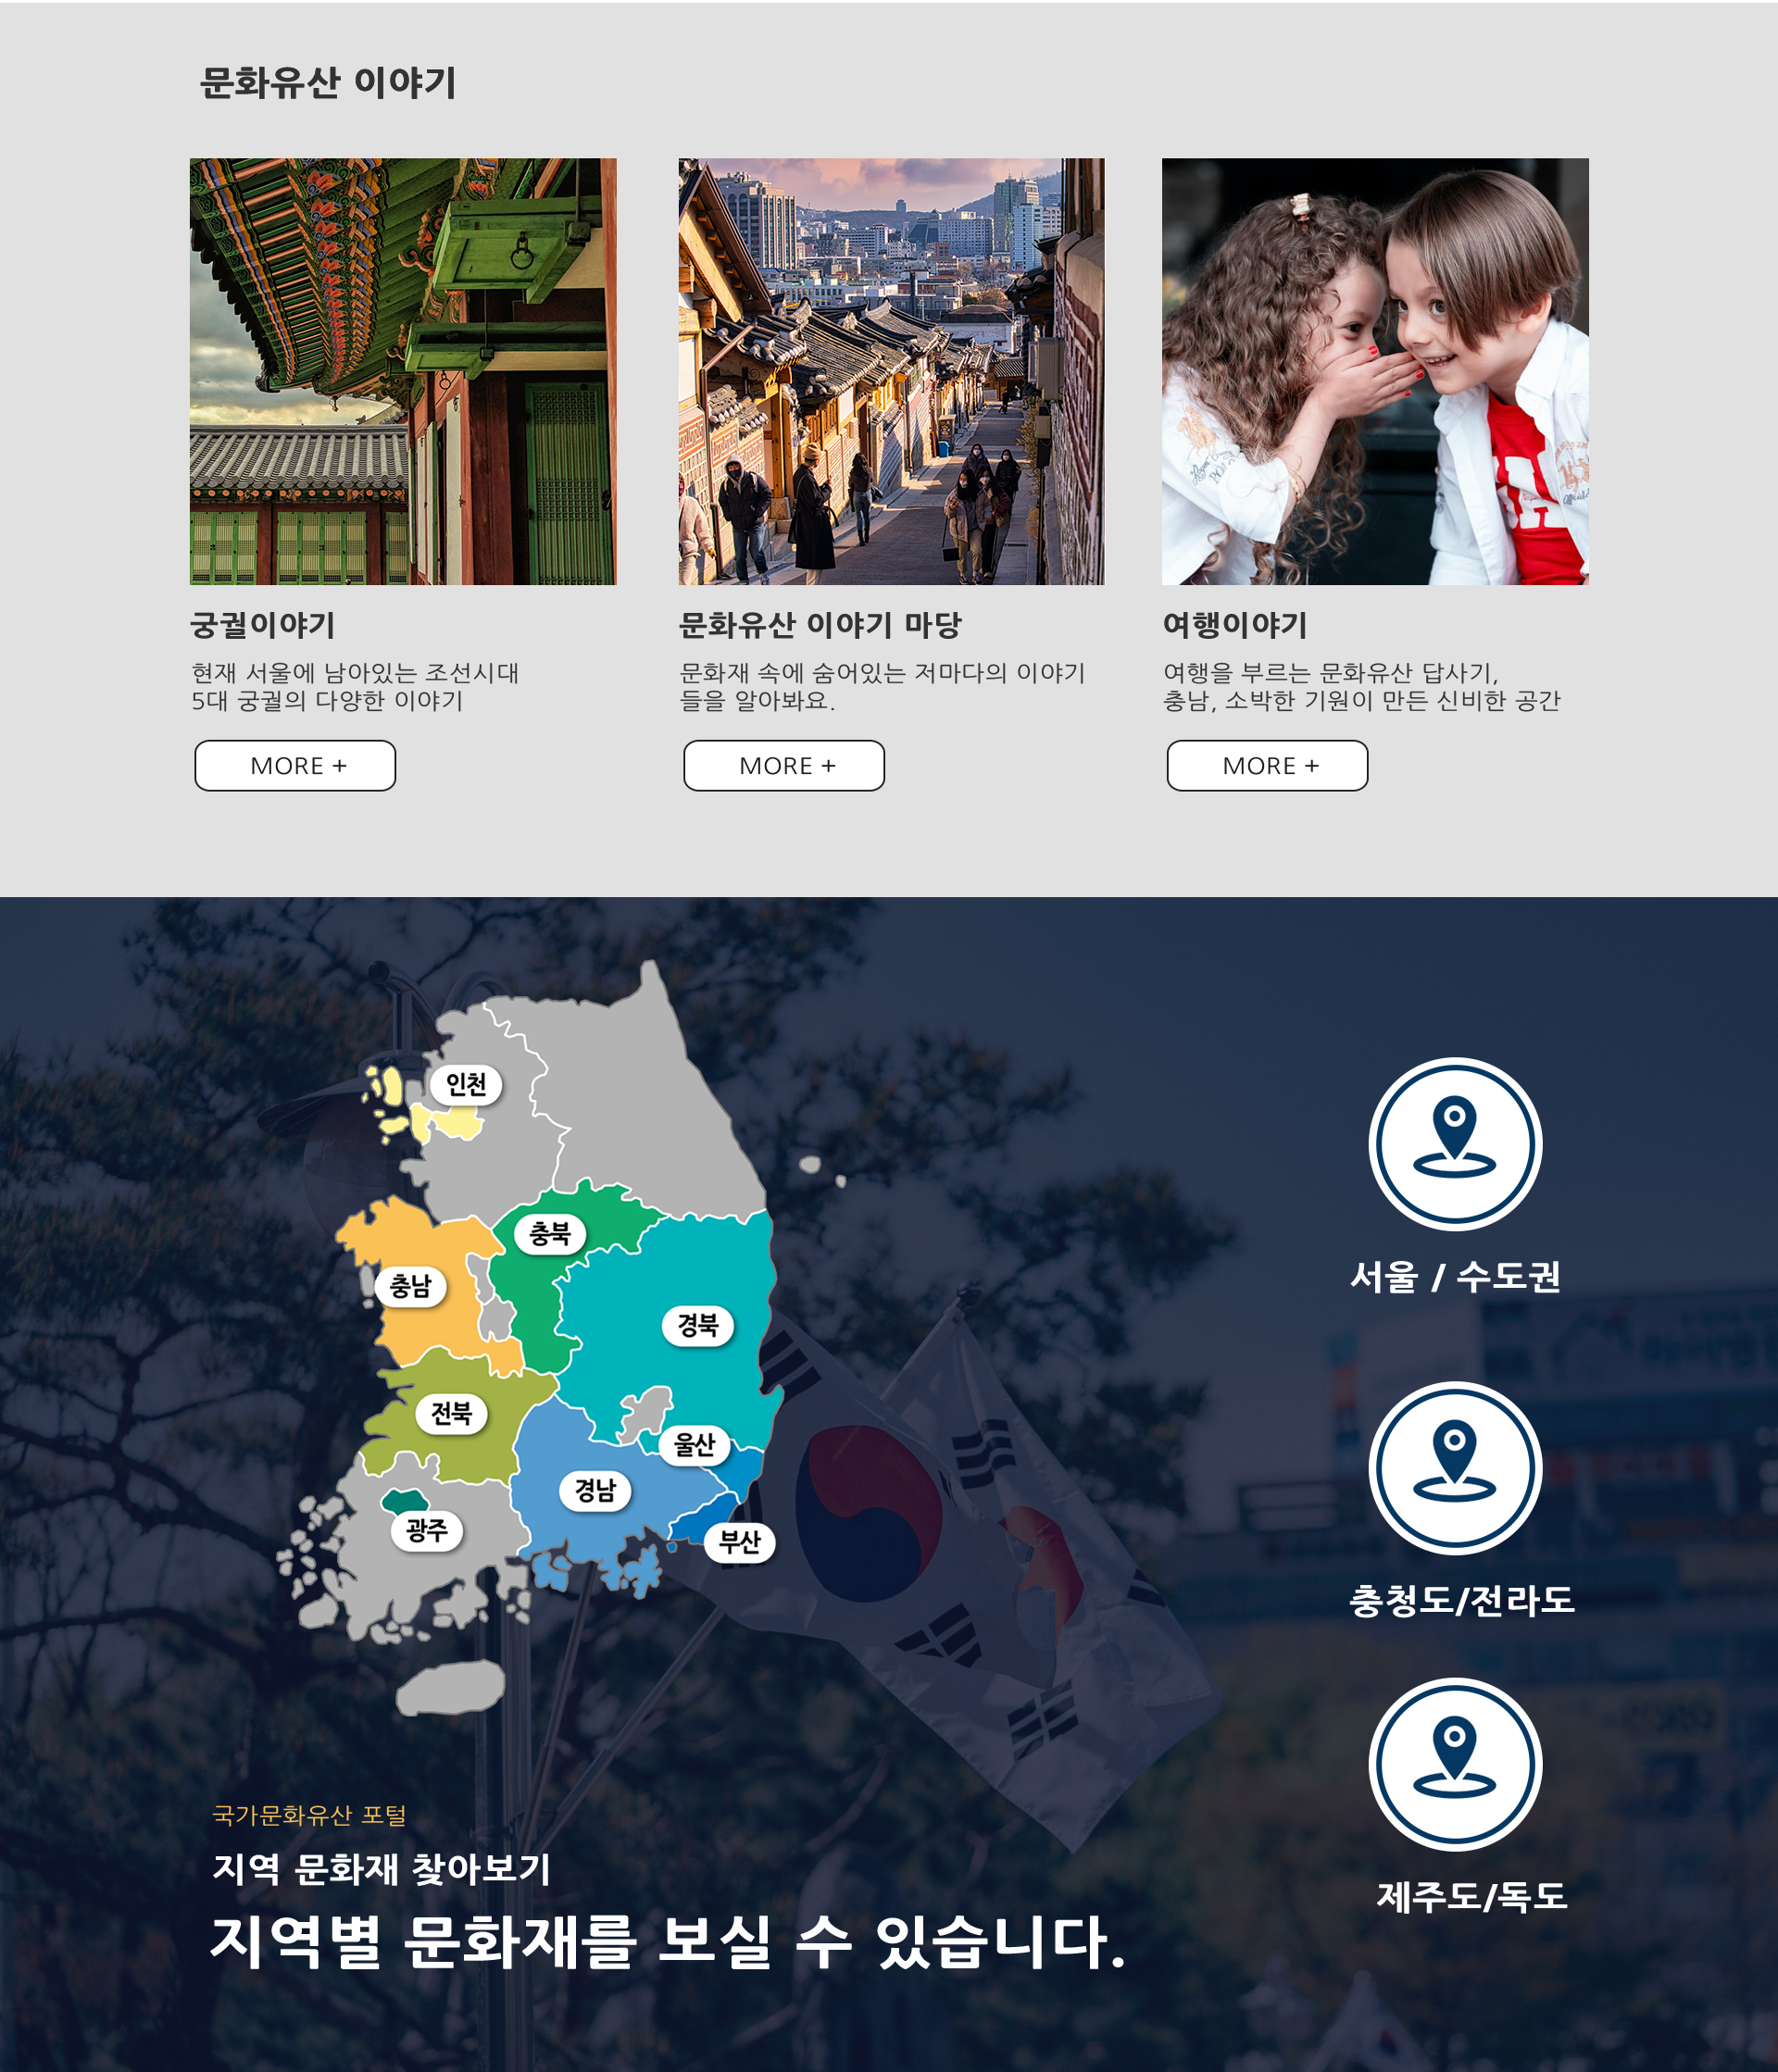 문화유산 이야기
궁궐이야기
현재 서울에 남아있는 조선시대
5대 궁궐의 다양한 이야기
MORE +
문화유산 이야기 마당
문화재 속에 숨어있는 저마다의 이야기
들을 알아봐요.
MORE +
여행이야기
여행을 부르는 문화유산 답사기,
충남, 소박한 기원이 만든 신비한 공간
MORE +
인천
충북
충남
경북
전북
울산
경남
광주
부산
서울 / 수도권
충청도/전라도
제주도/독도
국가문화유산 포털
지역 문화재 찾아보기
지역별 문화재를 보실 수 있습니다.